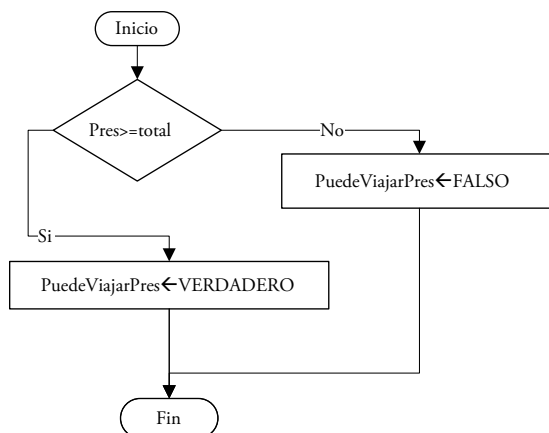 Inicio
Pres>=total
No
PuedeViajarPres←FALSO
Si
PuedeViajarPres←VERDADERO
Fin